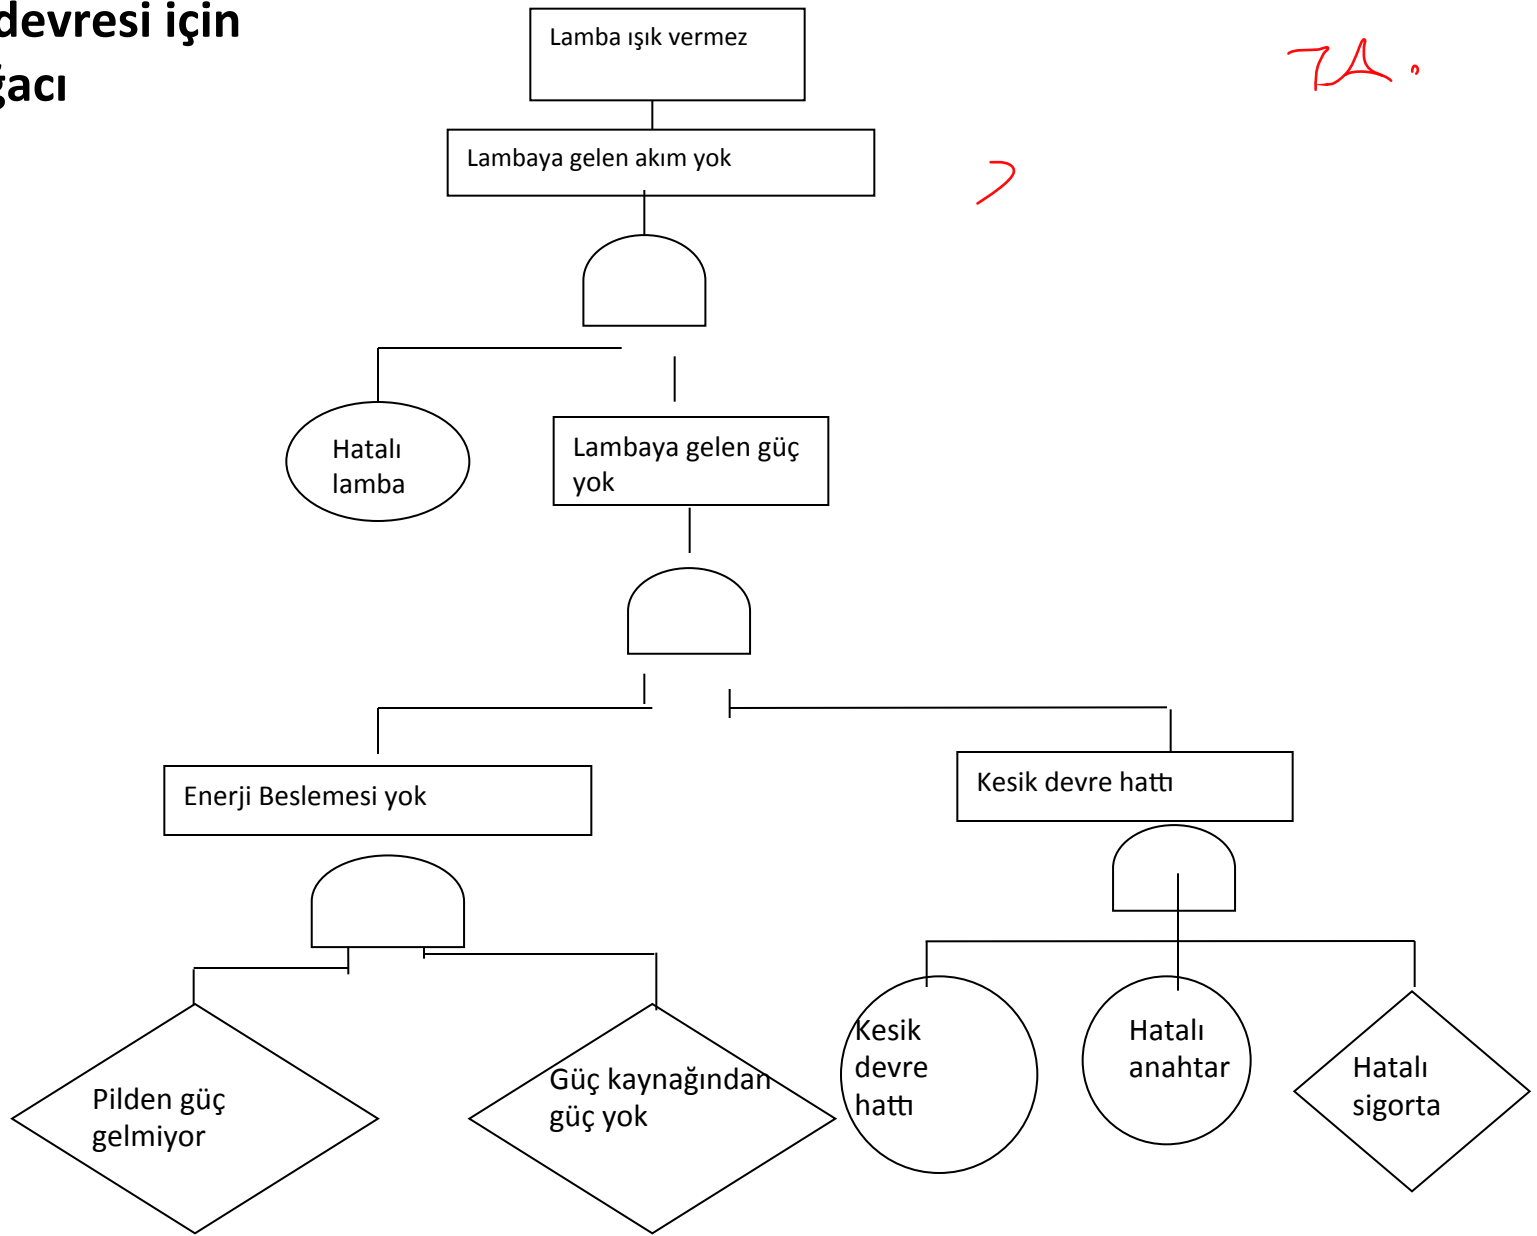 devresi için
ğacı
Lamba ışık vermez
Lambaya gelen akım yok
Hatalı
lamba
Lambaya gelen güç
yok
Enerji Beslemesi yok
Kesik devre hattı
Pilden güç
gelmiyor
Güç kaynağından
güç yok
Kesik
devre
hattı
Hatalı
anahtar
Hatalı
sigorta